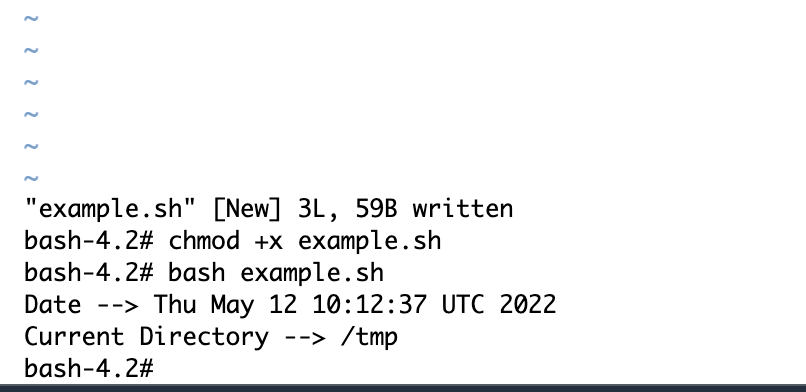 ~
~
~
~
~
~
"example.sh" [New] 3L, 59B written
bash-4.2# chmod +x example.sh
bash-4.2# bash example.sh
Date --> Thu May 12 10:12:37 UTC 2022
Current Directory --> /tmp
bash-4.2#